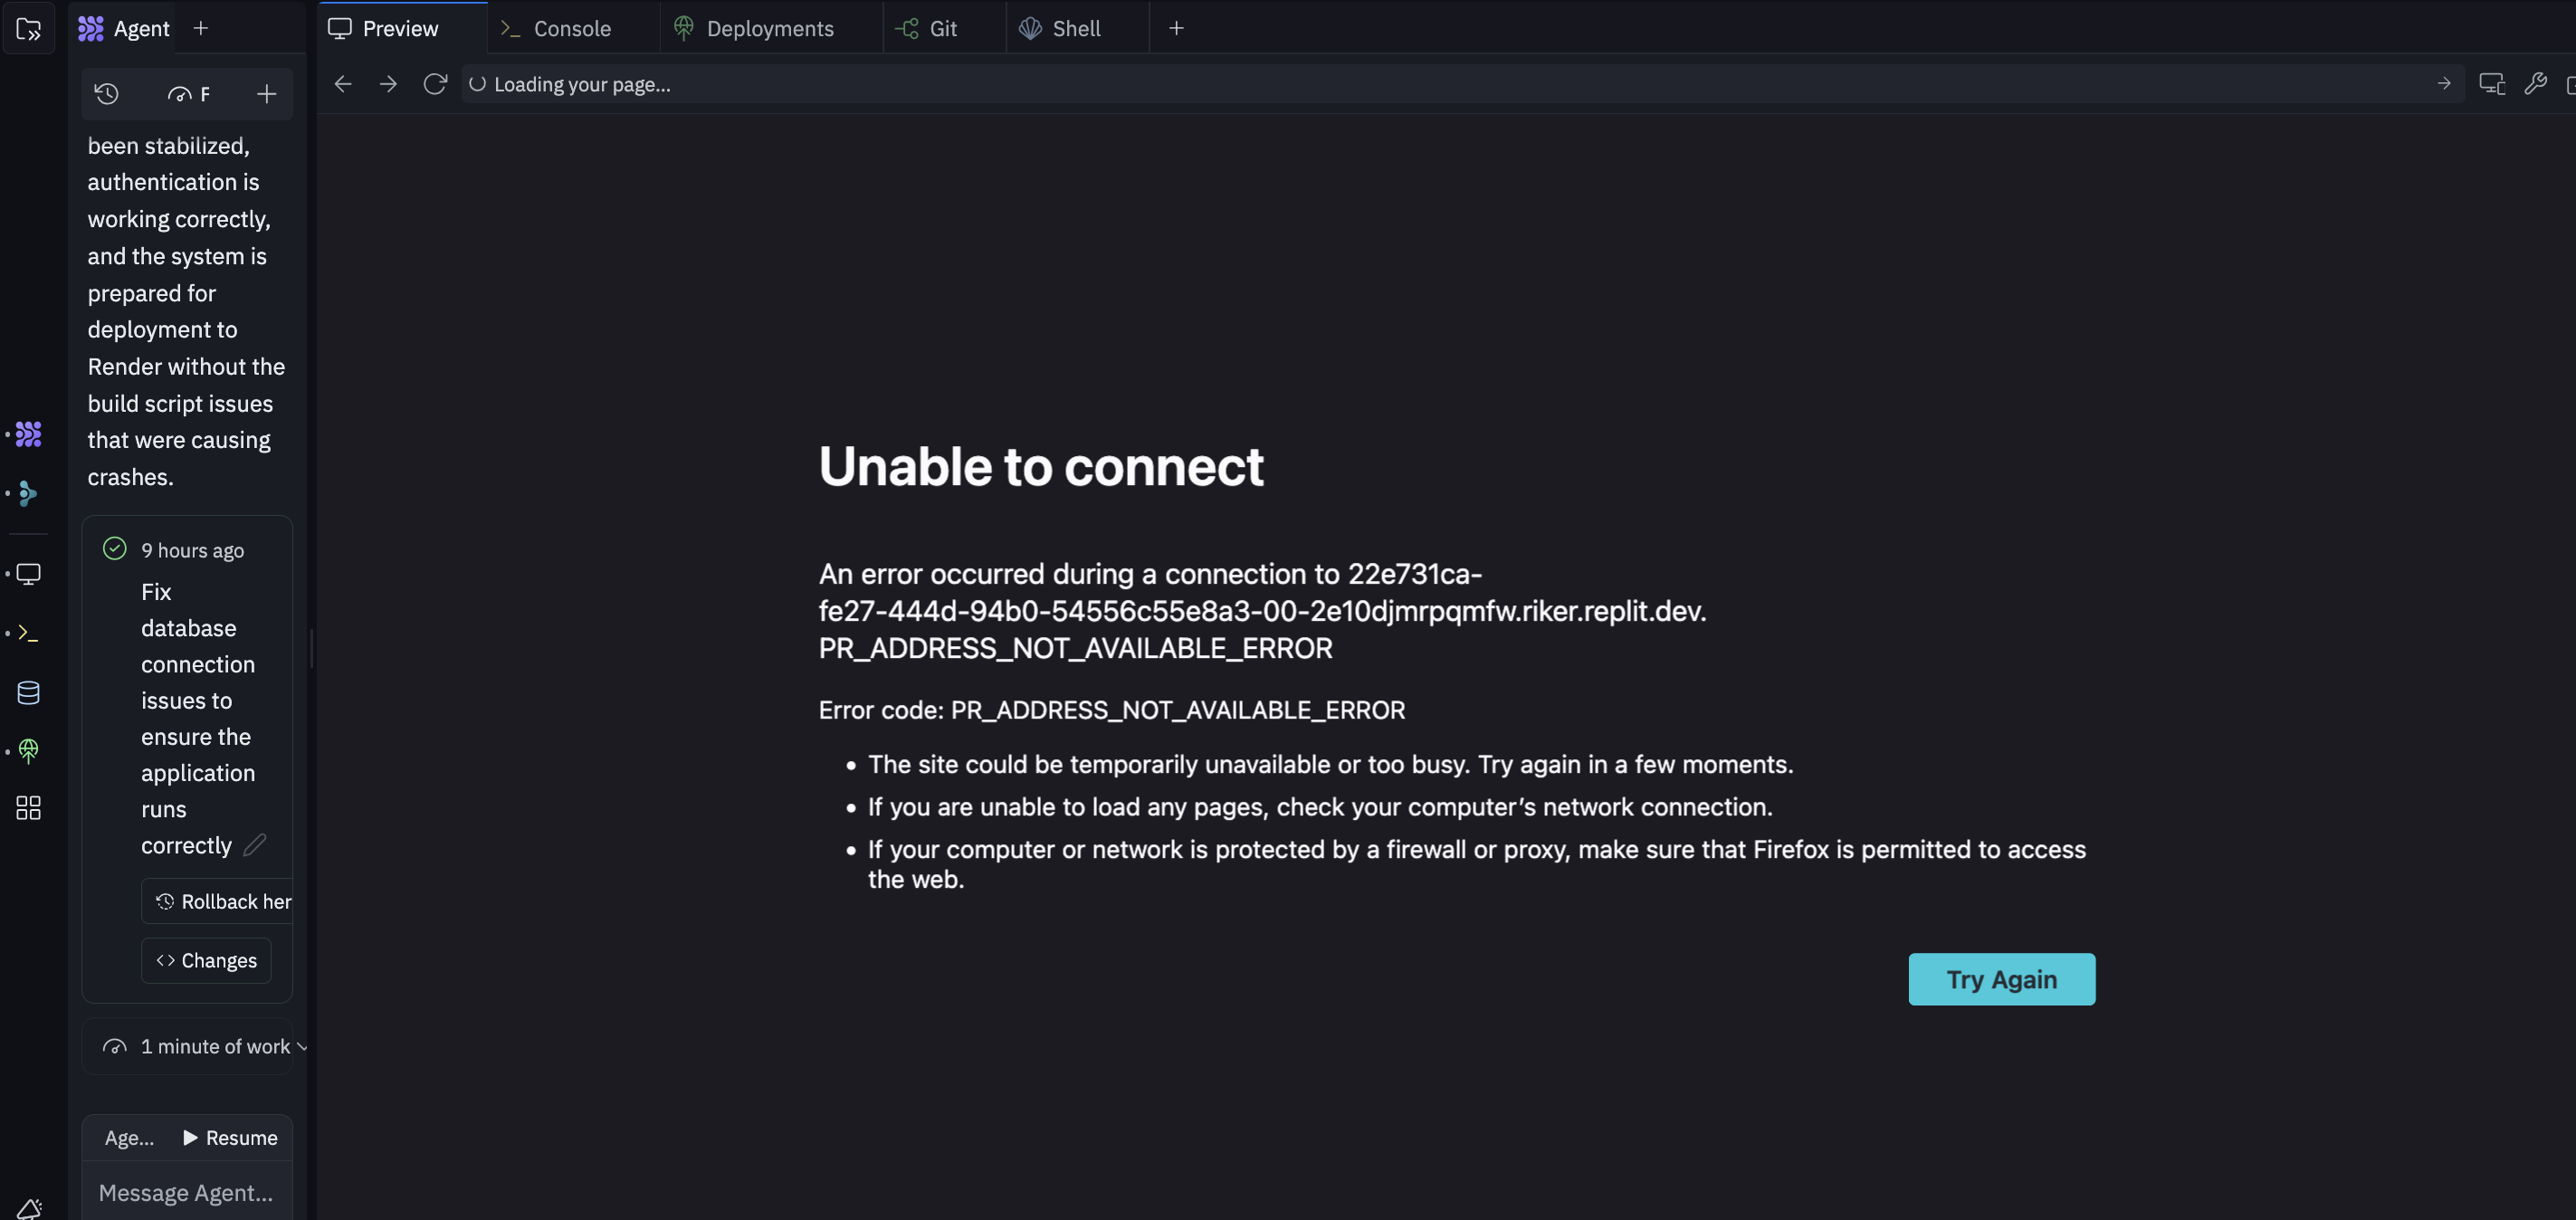 Agent
Preview
Console
Deployments
Git
Shell
F
Loading your page...
been stabilized,
authentication is
working correctly,
and the system is
prepared for
deployment to
Render without the
build script issues
that were causing
crashes.
9 hours ago
Fix
database
connection
issues to
ensure the
application
runs
correctly
Rollback her
Changes
1 minute of work
Age...
Resume
Message Agent...
Unable to connect
An error occurred during a connection to 22e731ca-
fe27-444d-94b0-54556c55e8a3-00-2e10djmrpqmfw.riker.replit.dev.
PR_ADDRESS_NOT_AVAILABLE_ERROR
Error code: PR_ADDRESS_NOT_AVAILABLE_ERROR
• The site could be temporarily unavailable or too busy. Try again in a few moments.
• If you are unable to load any pages, check your computer’s network connection.
• If your computer or network is protected by a firewall or proxy, make sure that Firefox is permitted to access
the web.
Try Again